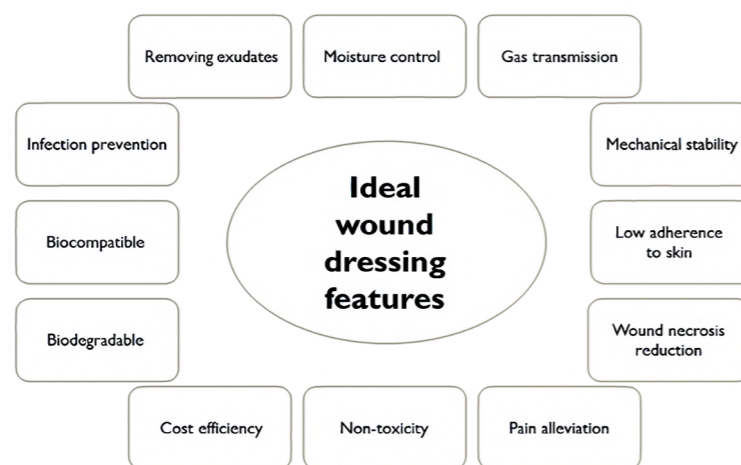 Removing exudates
Moisture control
Gas transmission
Infection prevention
Mechanical stability
Ideal
wound
dressing
features
Biocompatible
Low adherence
to skin
Biodegradable
Wound necrosis
reduction
Cost efficiency
Non-toxicity
Pain alleviation